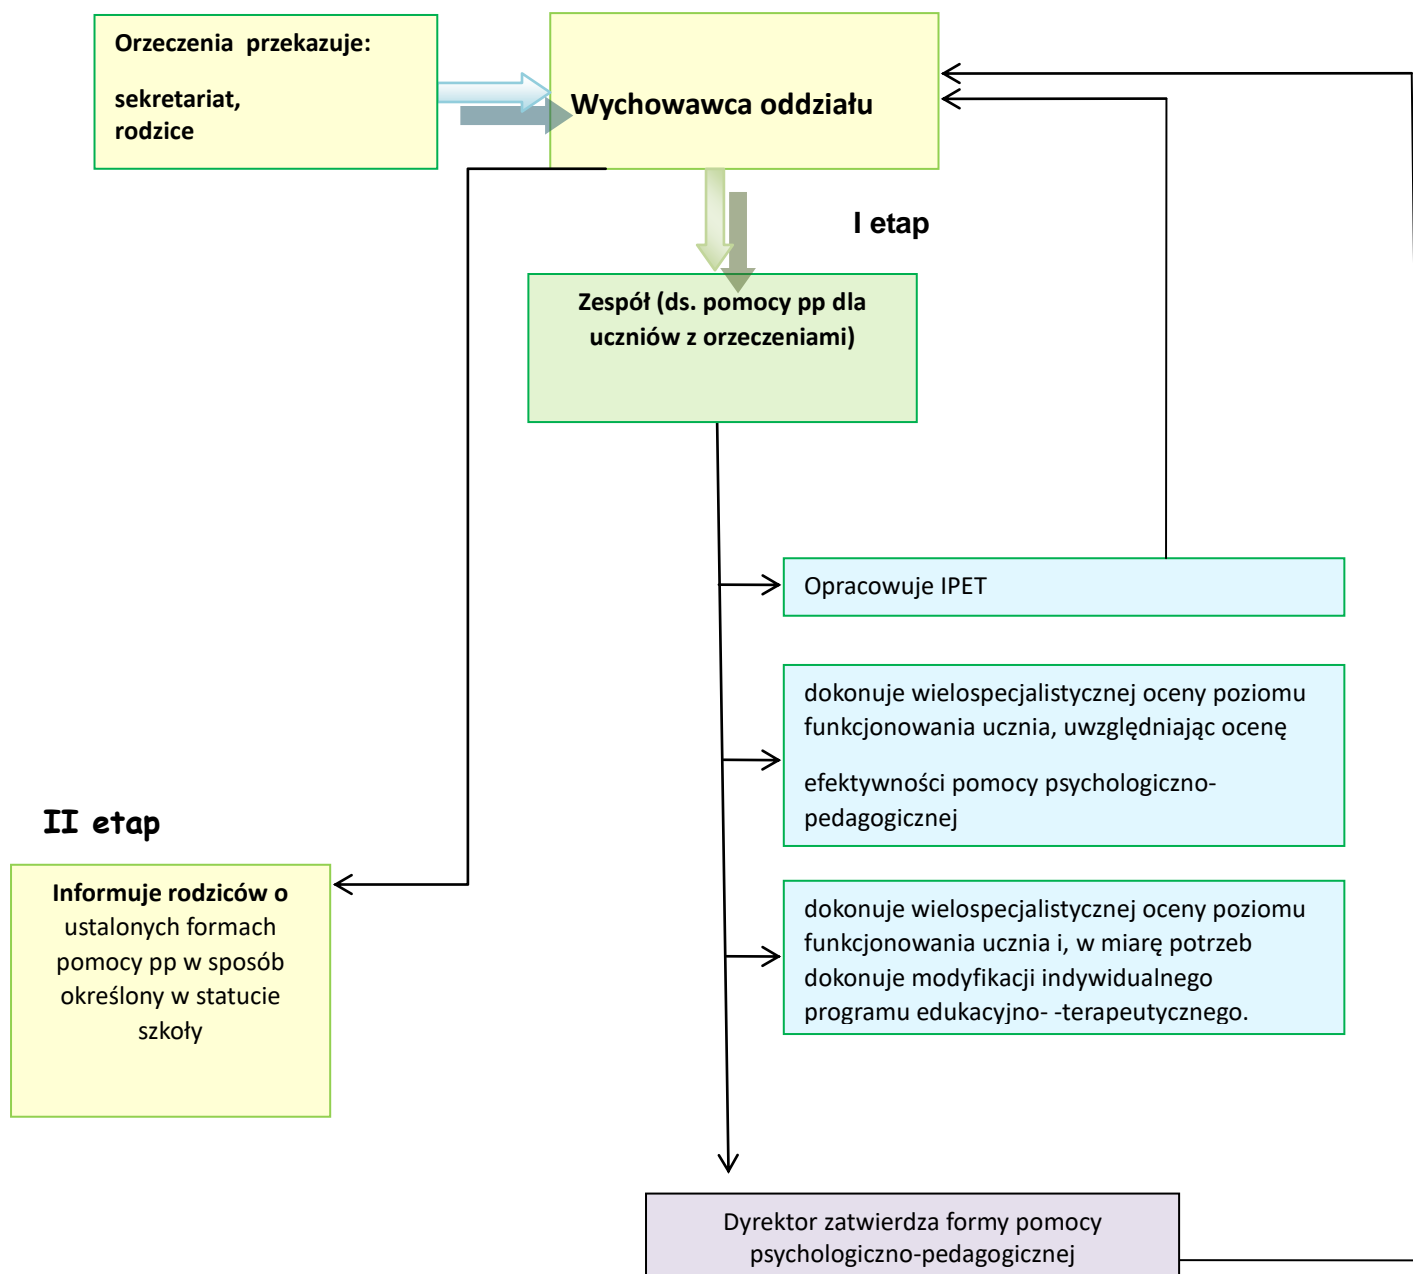 Orzeczenia przekazuje:
sekretariat,
rodzice
Wychowawca oddziału
I etap
Zespół (ds. pomocy pp dla
uczniów z orzeczeniami)
Opracowuje IPET
dokonuje wielospecjalistycznej oceny poziomu
funkcjonowania ucznia, uwzględniając ocenę
efektywności pomocy psychologiczno-
pedagogicznej
II etap
Informuje rodziców o
ustalonych formach
pomocy pp w sposób
określony w statucie
szkoły
dokonuje wielospecjalistycznej oceny poziomu
funkcjonowania ucznia i, w miarę potrzeb
dokonuje modyfikacji indywidualnego
programu edukacyjno- -terapeutycznego.
Dyrektor zatwierdza formy pomocy
psychologiczno-pedagogicznej